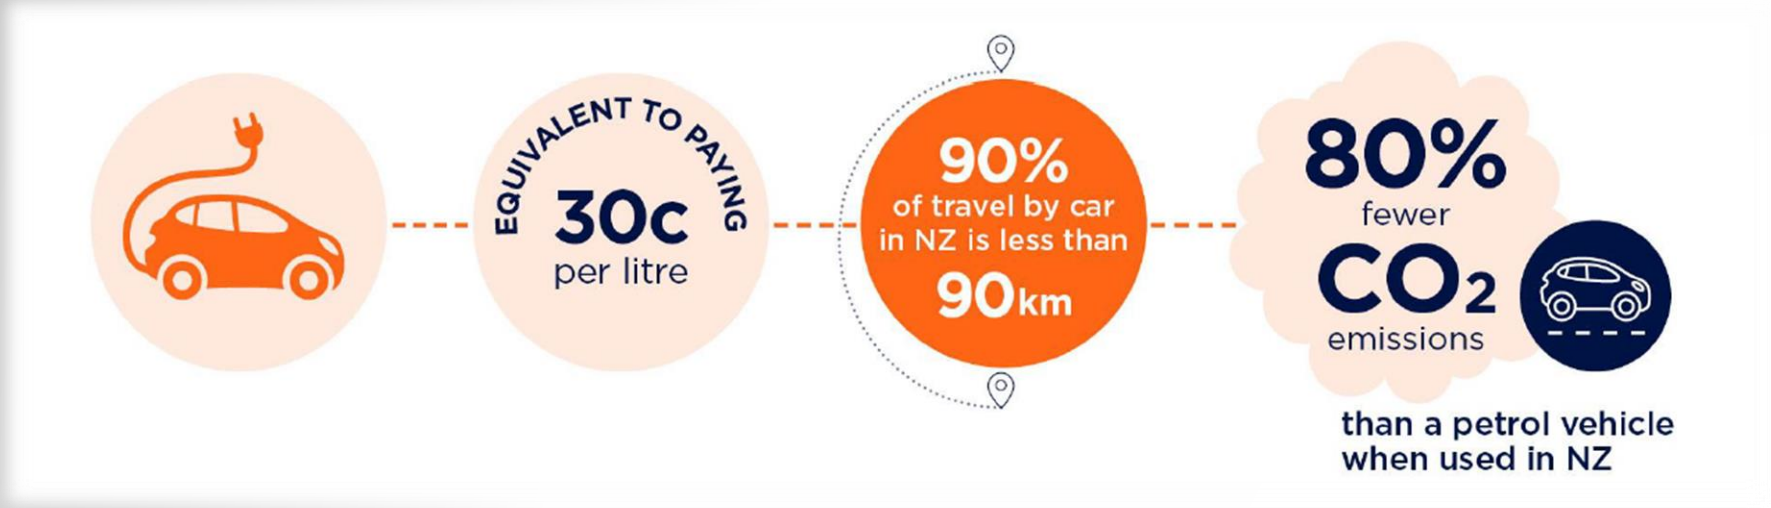 EQUIVALENT TO PAYING
30c
per litre
90%
of travel by car
in NZ is less than
90km
80%
fewer
CO₂
emissions
than a petrol vehicle
when used in NZ